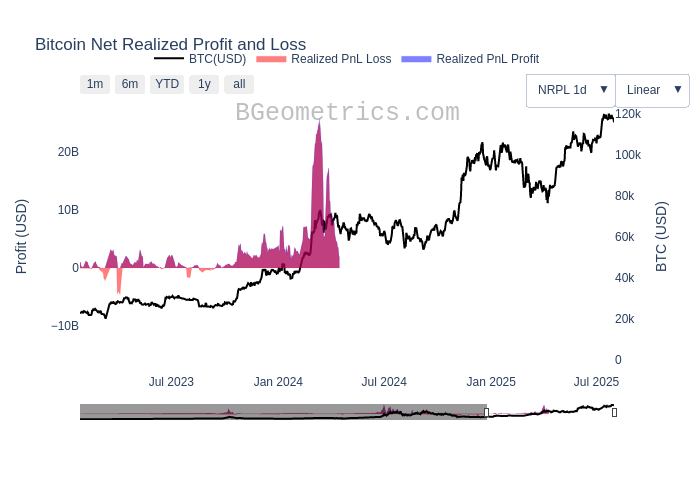 Bitcoin Net Realized Profit and Loss
BTC(USD) Realized PnL Loss Realized PnL Profit
1m 6m YTD 1y all
NRPL 1d ▼ Linear ▼
BGeometrics.com
20B
10B
0
−10B
Profit (USD)
120k
100k
80k
60k
40k
20k
0
BTC (USD)
Jul 2023 Jan 2024 Jul 2024 Jan 2025 Jul 2025